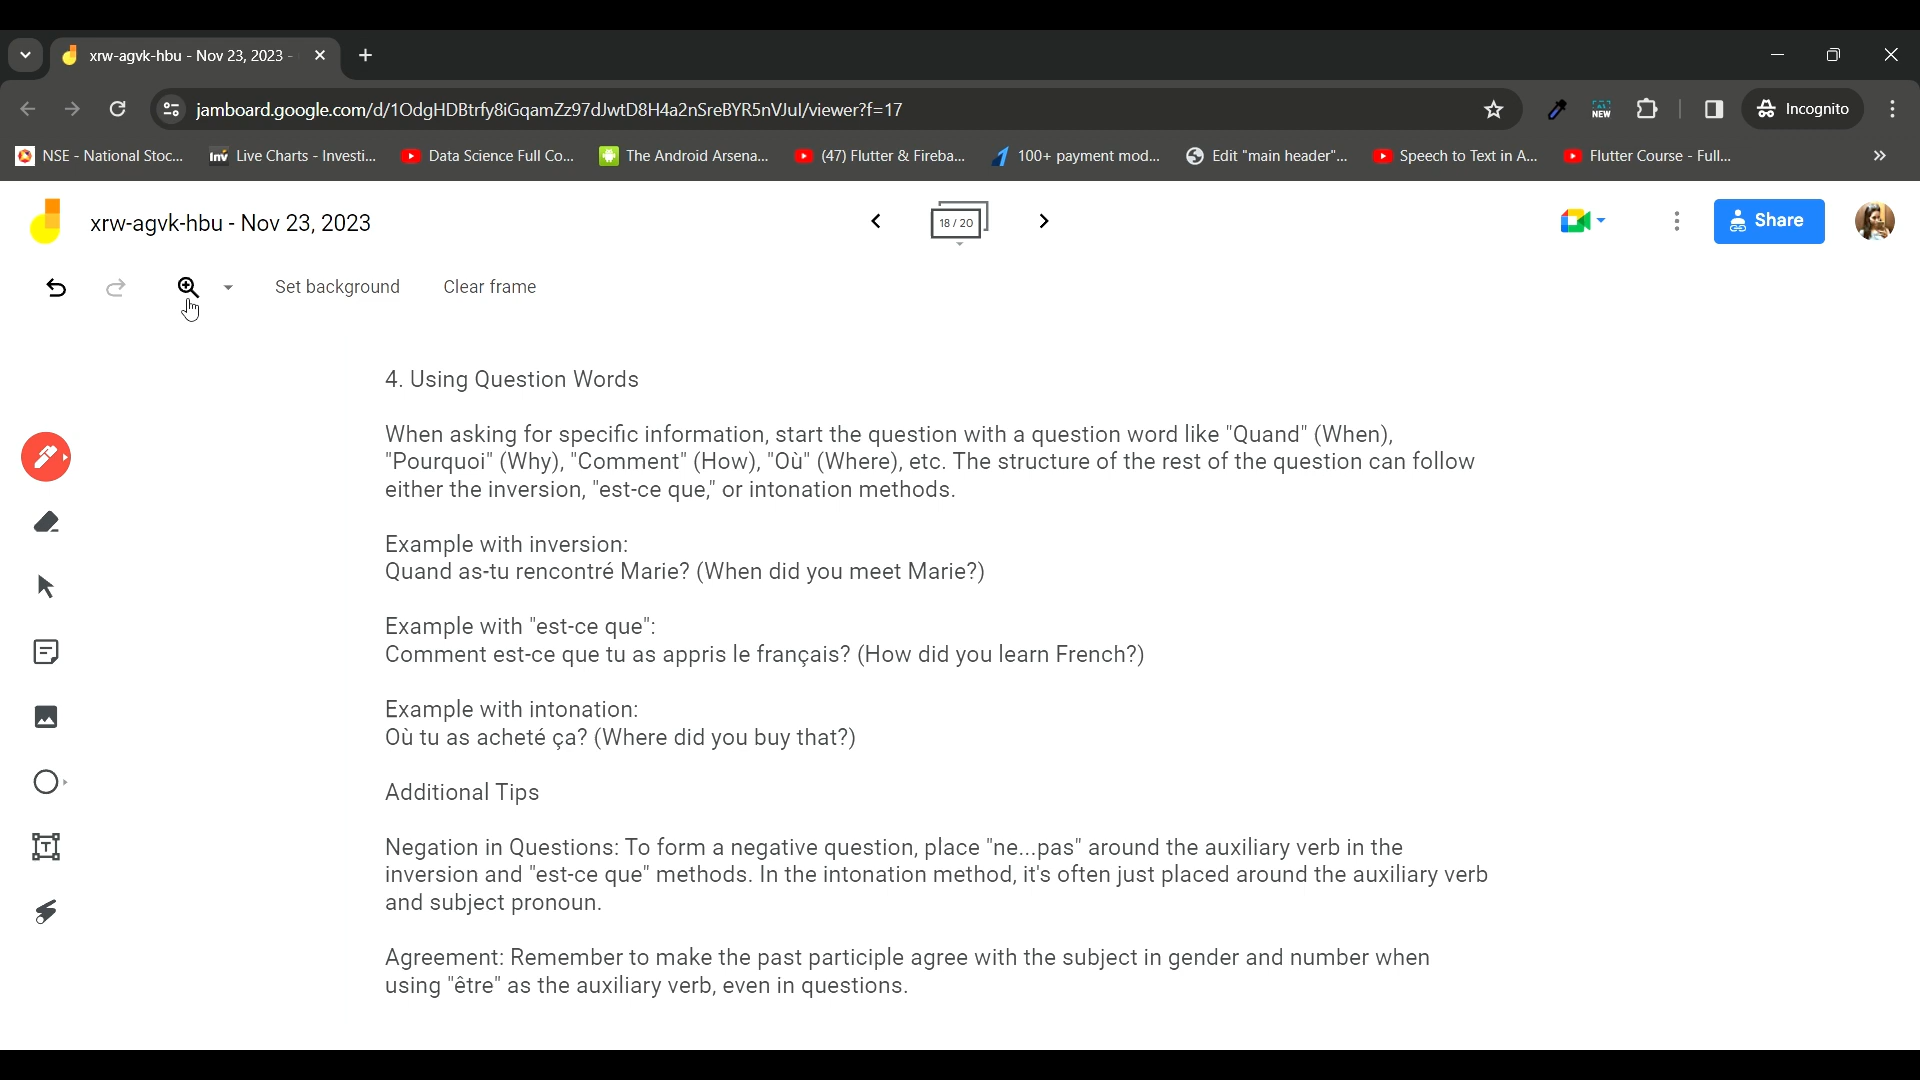 xrw-agvk-hbu - Nov 23, 2023 -
jamboard.google.com/d/1OdgHDBtrfy8iGqamZz97dJwtD8H4a2nSreBYR5nVJuI/viewer?f=17
NEW
Incognito
NSE - National Stoc...
Inv Live Charts - Investi...
Data Science Full Co...
The Android Arsena...
(47) Flutter & Fireba...
100+ payment mod...
Edit "main header"...
Speech to Text in A...
Flutter Course - Full...
xrw-agvk-hbu - Nov 23, 2023
18 / 20
Share
Set background
Clear frame
4. Using Question Words
When asking for specific information, start the question with a question word like "Quand" (When),
"Pourquoi" (Why), "Comment" (How), "Où" (Where), etc. The structure of the rest of the question can follow
either the inversion, "est-ce que," or intonation methods.
Example with inversion:
Quand as-tu rencontré Marie? (When did you meet Marie?)
Example with "est-ce que":
Comment est-ce que tu as appris le français? (How did you learn French?)
Example with intonation:
Où tu as acheté ça? (Where did you buy that?)
Additional Tips
Negation in Questions: To form a negative question, place "ne...pas" around the auxiliary verb in the
inversion and "est-ce que" methods. In the intonation method, it's often just placed around the auxiliary verb
and subject pronoun.
Agreement: Remember to make the past participle agree with the subject in gender and number when
using "être" as the auxiliary verb, even in questions.